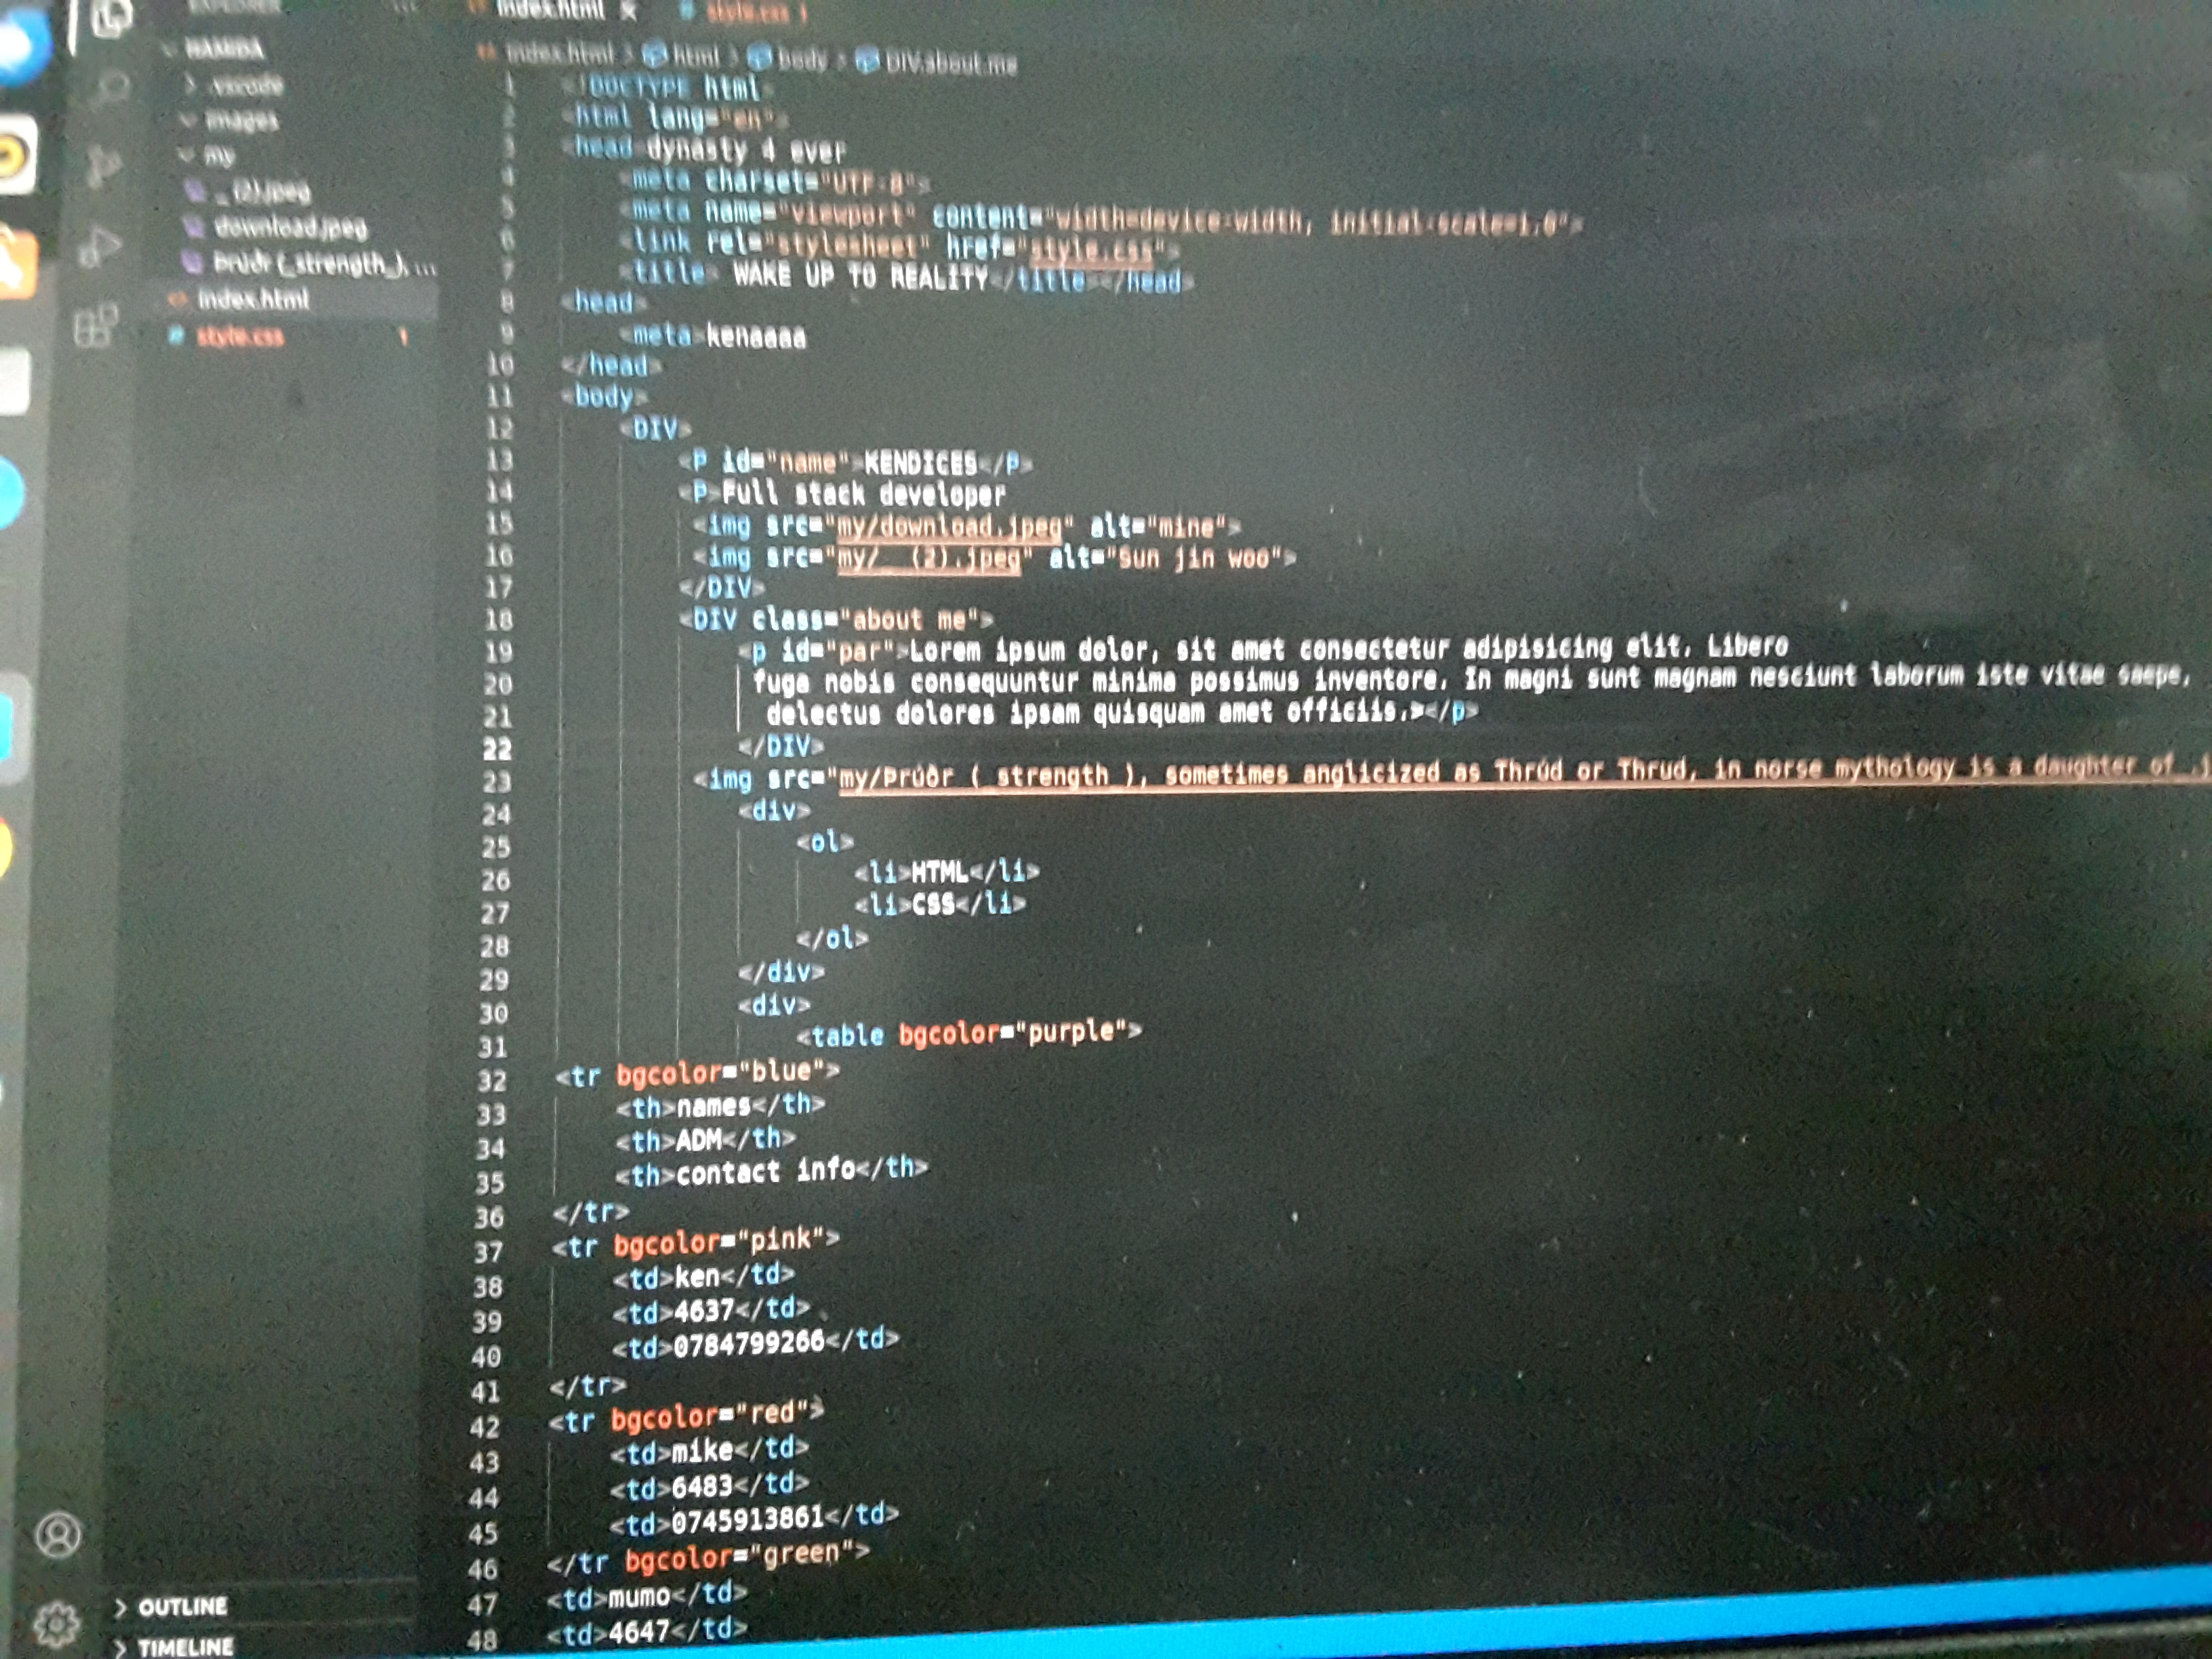 EXPLORER
index.html
style.css 1
NAMBDA
.vscode
images
my
_ (2).jpeg
download.jpeg
Þrúðr (_strength_), ...
index.html
style.css 1
OUTLINE
TIMELINE
index.html > html > body > DIV.about.me
1 <!DOCTYPE html>
2 <html lang="en">
3 <head>dynasty 4 ever
4 <meta charset="UTF-8">
5 <meta name="viewport" content="width=device-width, initial-scale=1.0">
6 <link rel="stylesheet" href="style.css">
7 <title> WAKE UP TO REALITY</title></head>
8 <head>
9 <meta>kenaaaa
10 </head>
11 <body>
12 <DIV>
13 <P id="name">KENDICES</P>
14 <P>Full stack developer
15 <img src="my/download.jpeg" alt="mine">
16 <img src="my/_ (2).jpeg" alt="Sun jin woo">
17 </DIV>
18 <DIV class="about me">
19 <p id="par">Lorem ipsum dolor, sit amet consectetur adipisicing elit. Libero
20 fuga nobis consequuntur minima possimus inventore. In magni sunt magnam nesciunt laborum iste vitae saepe,
21 delectus dolores ipsam quisquam amet officiis.></p>
22 </DIV>
23 <img src="my/Þrúðr (_strength_), sometimes anglicized as Thrúd or Thrud, in norse mythology is a daughter of .j
24 <div>
25 <ol>
26 <li>HTML</li>
27 <li>CSS</li>
28 </ol>
29 </div>
30 <div>
31 <table bgcolor="purple">
32 <tr bgcolor="blue">
33 <th>names</th>
34 <th>ADM</th>
35 <th>contact info</th>
36 </tr>
37 <tr bgcolor="pink">
38 <td>ken</td>
39 <td>4637</td>
40 <td>0784799266</td>
41 </tr>
42 <tr bgcolor="red">
43 <td>mike</td>
44 <td>6483</td>
45 <td>0745913861</td>
46 </tr bgcolor="green">
47 <td>mumo</td>
48 <td>4647</td>